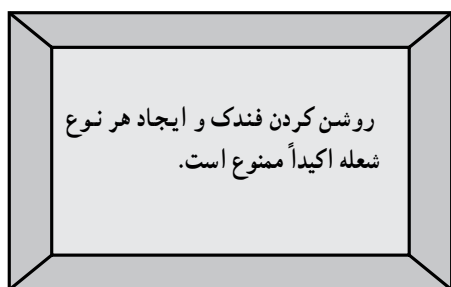 روشن کردن فندک و ایجاد هر نوع
شعله اکیداً ممنوع است.